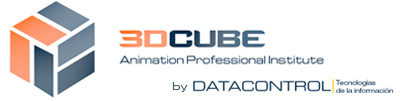 3DCUBE
Animation Professional Institute
by DATACONTROL
Tecnologías
de la información